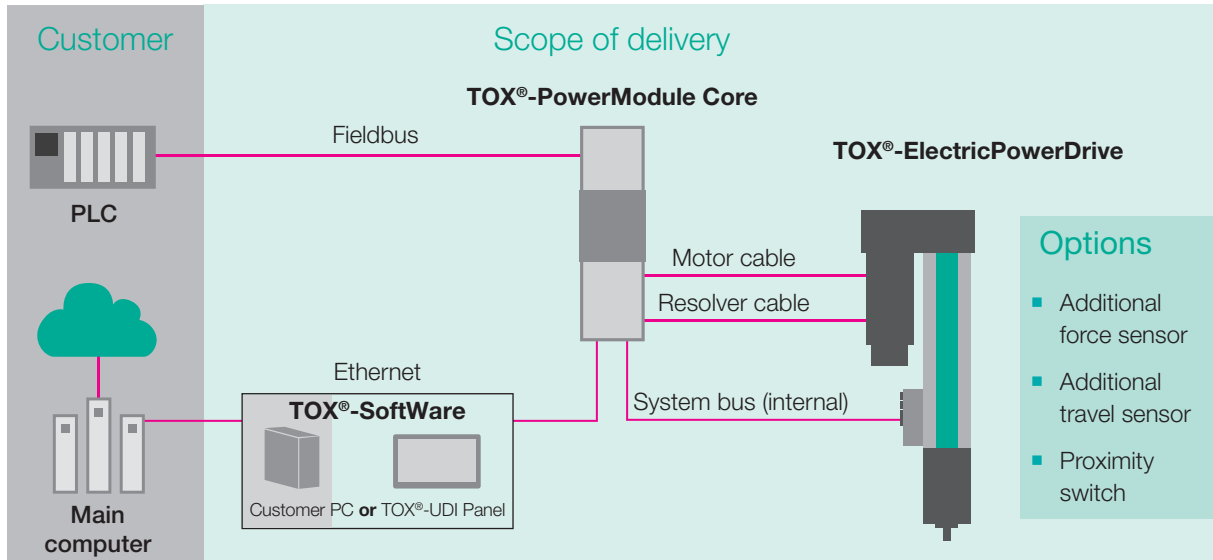 Customer
Scope of delivery
TOX®-PowerModule Core
Fieldbus
TOX®-ElectricPowerDrive
PLC
Motor cable
Resolver cable
Ethernet
TOX®-SoftWare
System bus (internal)
Customer PC or TOX®-UDI Panel
Main
computer
Options
Additional
force sensor
Additional
travel sensor
Proximity
switch